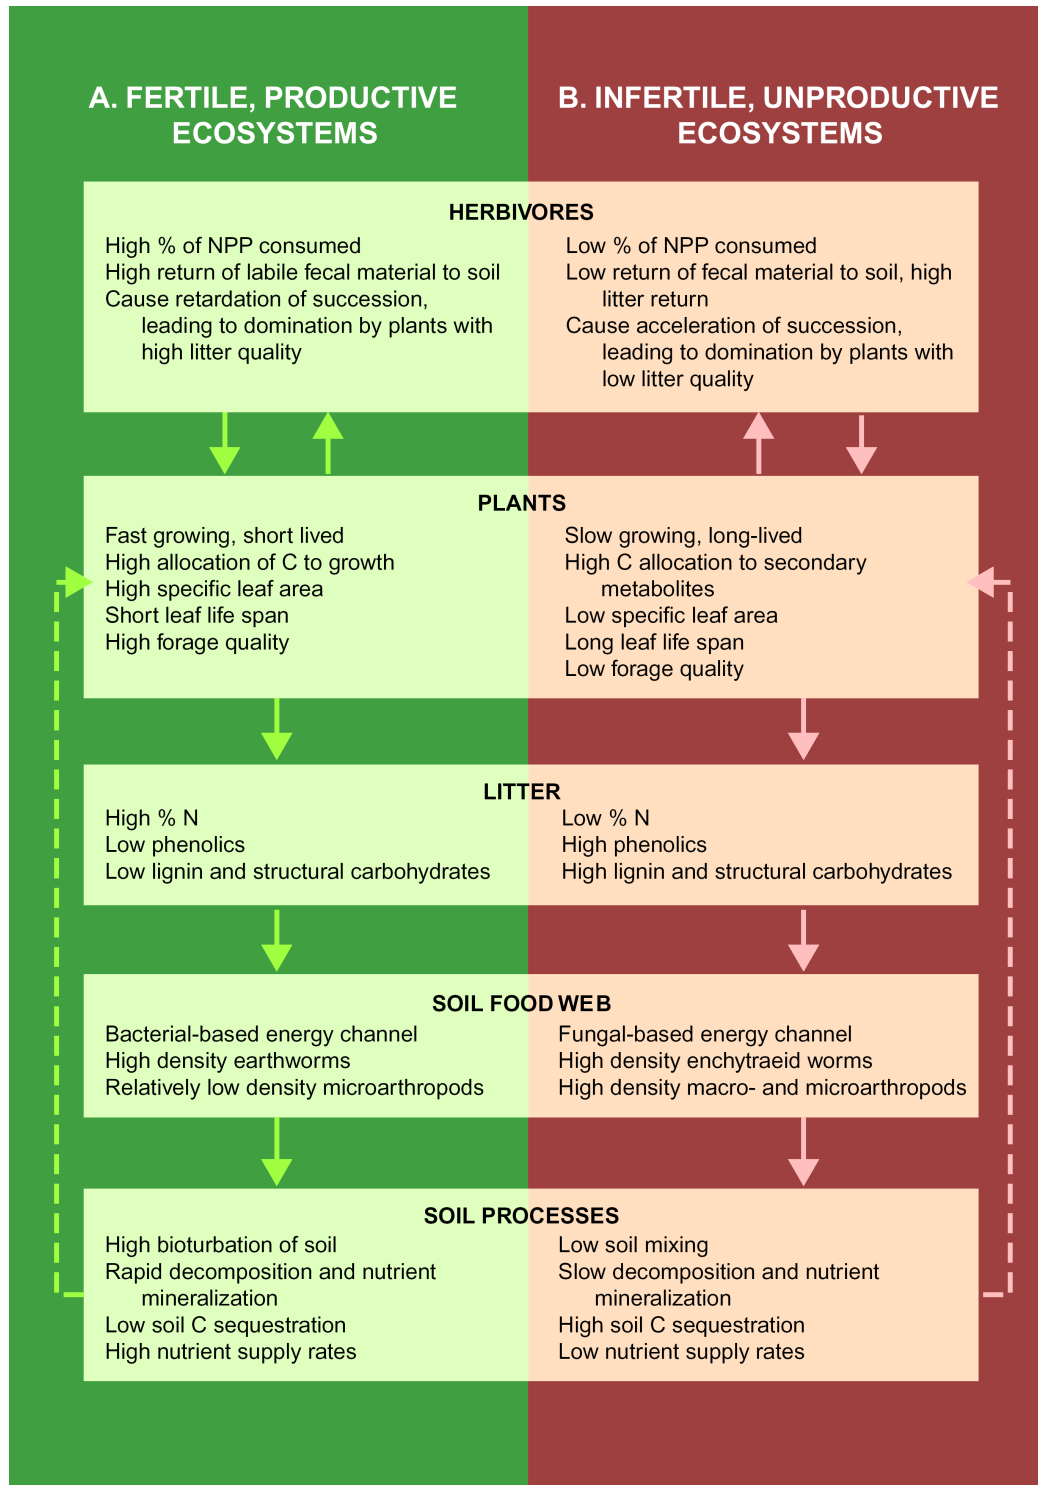 A. FERTILE, PRODUCTIVE
ECOSYSTEMS
B. INFERTILE, UNPRODUCTIVE
ECOSYSTEMS
HERBIVORES
High % of NPP consumed
High return of labile fecal material to soil
Cause retardation of succession,
leading to domination by plants with
high litter quality
Low % of NPP consumed
Low return of fecal material to soil, high
litter return
Cause acceleration of succession,
leading to domination by plants with
low litter quality
PLANTS
Fast growing, short lived
High allocation of C to growth
High specific leaf area
Short leaf life span
High forage quality
Slow growing, long-lived
High C allocation to secondary
metabolites
Low specific leaf area
Long leaf life span
Low forage quality
LITTER
High % N
Low phenolics
Low lignin and structural carbohydrates
Low % N
High phenolics
High lignin and structural carbohydrates
SOIL FOOD WEB
Bacterial-based energy channel
High density earthworms
Relatively low density microarthropods
Fungal-based energy channel
High density enchytraeid worms
High density macro- and microarthropods
SOIL PROCESSES
High bioturbation of soil
Rapid decomposition and nutrient
mineralization
Low soil C sequestration
High nutrient supply rates
Low soil mixing
Slow decomposition and nutrient
mineralization
High soil C sequestration
Low nutrient supply rates